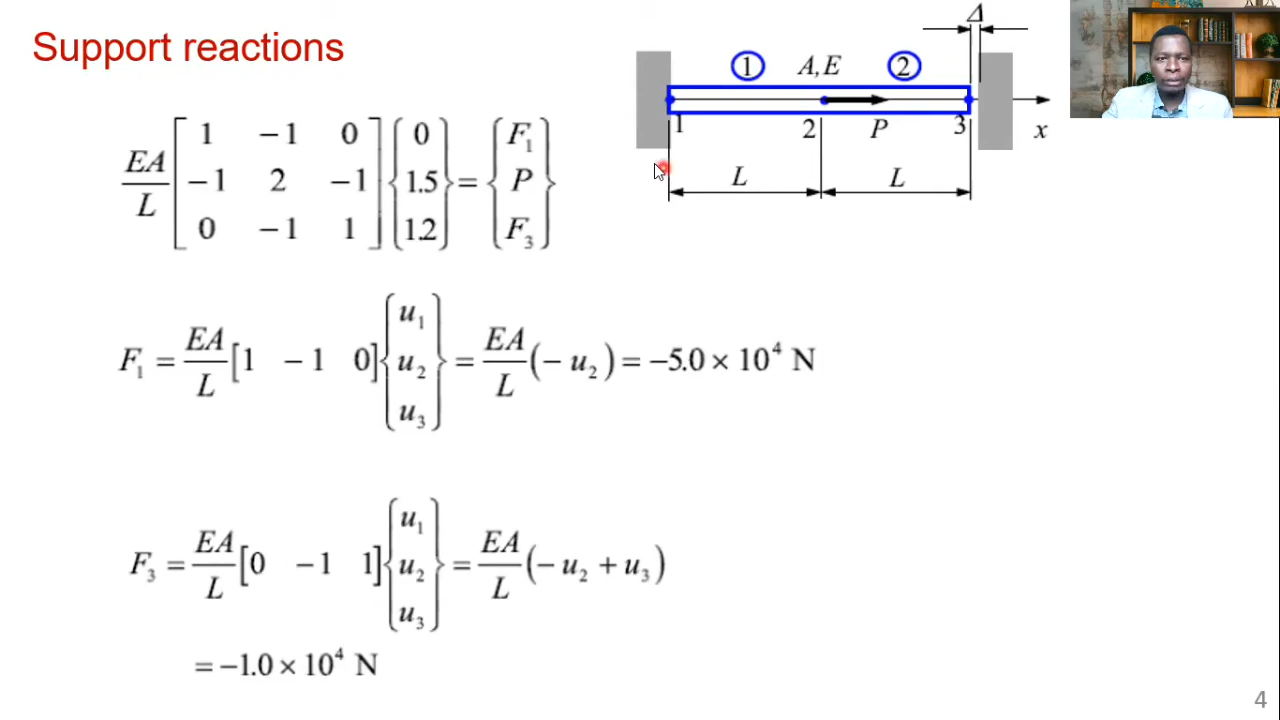 Support reactions
Δ
① A,E ②
1 2 P 3 x
L L
EA/L [1 −1 0; −1 2 −1; 0 −1 1] {0; 1.5; 1.2} = {F₁; P; F₃}
F₁ = EA/L [1 −1 0] {u₁; u₂; u₃} = EA/L (− u₂) = −5.0 × 10⁴ N
F₃ = EA/L [0 −1 1] {u₁; u₂; u₃} = EA/L (− u₂ + u₃)
= −1.0 × 10⁴ N
4